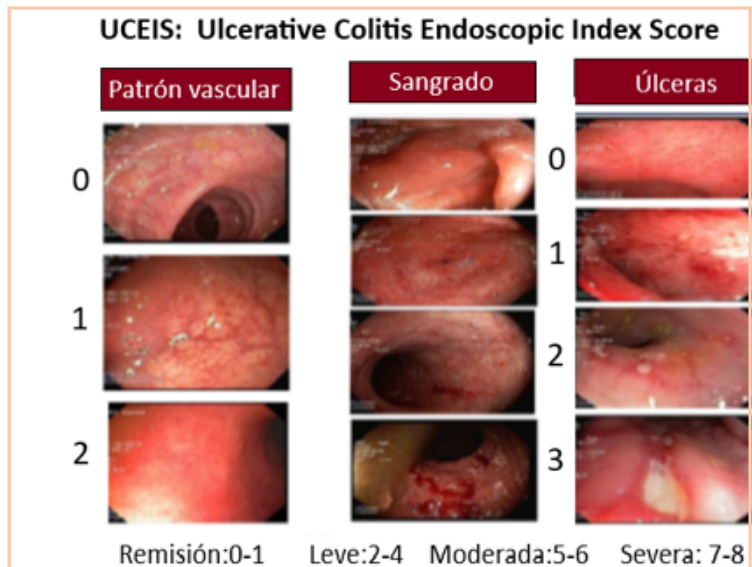 UCEIS: Ulcerative Colitis Endoscopic Index Score
Patrón vascular
Sangrado
Úlceras
0
1
2
0
1
2
3
Remisión:0-1 Leve:2-4 Moderada:5-6 Severa: 7-8